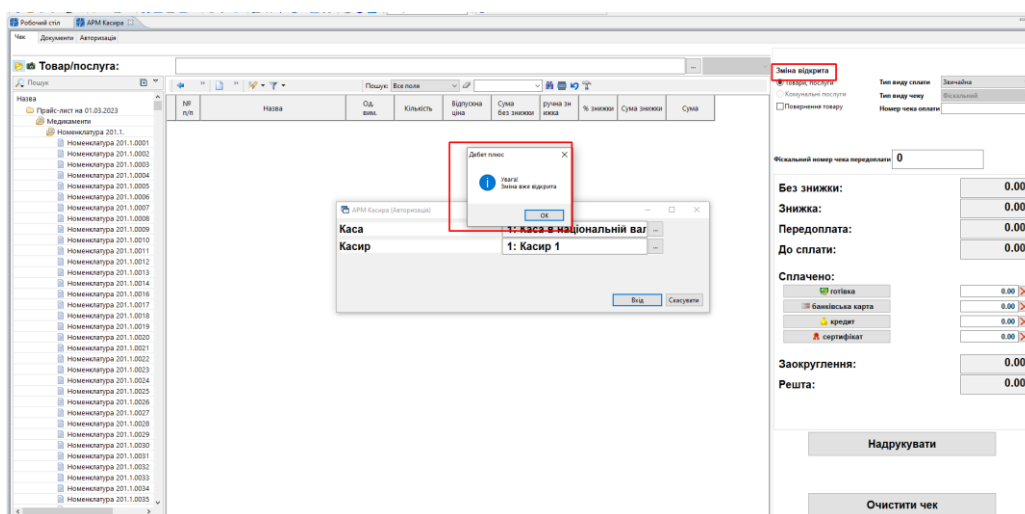 Робочий стіл
АРМ Касира
Чек Документи Авторизація
Товар/послуга:
...
Пошук
Назва
Прайс-лист на 01.03.2023
Медикаменти
Номенклатура 201.1.
Номенклатура 201.1.0001
Номенклатура 201.1.0002
Номенклатура 201.1.0003
Номенклатура 201.1.0004
Номенклатура 201.1.0005
Номенклатура 201.1.0006
Номенклатура 201.1.0007
Номенклатура 201.1.0008
Номенклатура 201.1.0009
Номенклатура 201.1.0010
Номенклатура 201.1.0011
Номенклатура 201.1.0012
Номенклатура 201.1.0013
Номенклатура 201.1.0014
Номенклатура 201.1.0016
Номенклатура 201.1.0017
Номенклатура 201.1.0018
Номенклатура 201.1.0019
Номенклатура 201.1.0020
Номенклатура 201.1.0021
Номенклатура 201.1.0022
Номенклатура 201.1.0023
Номенклатура 201.1.0024
Номенклатура 201.1.0025
Номенклатура 201.1.0026
Номенклатура 201.1.0027
Номенклатура 201.1.0028
Номенклатура 201.1.0029
Номенклатура 201.1.0030
Номенклатура 201.1.0031
Номенклатура 201.1.0032
Номенклатура 201.1.0033
Номенклатура 201.1.0034
Номенклатура 201.1.0035
Пошук: Все поля
№ п/п
Назва
Од. вим.
Кількість
Відпускна ціна
Сума без знижки
ручна зн ижка
% знижки
Сума знижки
Сума
Дебет плюс
Увага!
Зміна вже відкрита
OK
АРМ Касира (Авторизація)
Каса 1: Каса в національній вал ...
Касир 1: Касир 1 ...
Вхід Скасувати
Зміна відкрита
Товари, послуги
Комунальні послуги
Повернення товару
Тип виду сплати Звичайна
Тип виду чеку Фіскальний
Номер чека оплати
Фіскальний номер чека передоплати 0
Без знижки: 0.00
Знижка: 0.00
Передоплата: 0.00
До сплати: 0.00
Сплачено:
готівка 0.00
банківська карта 0.00
кредит 0.00
сертифікат 0.00
Заокруглення: 0.00
Решта: 0.00
Надрукувати
Очистити чек